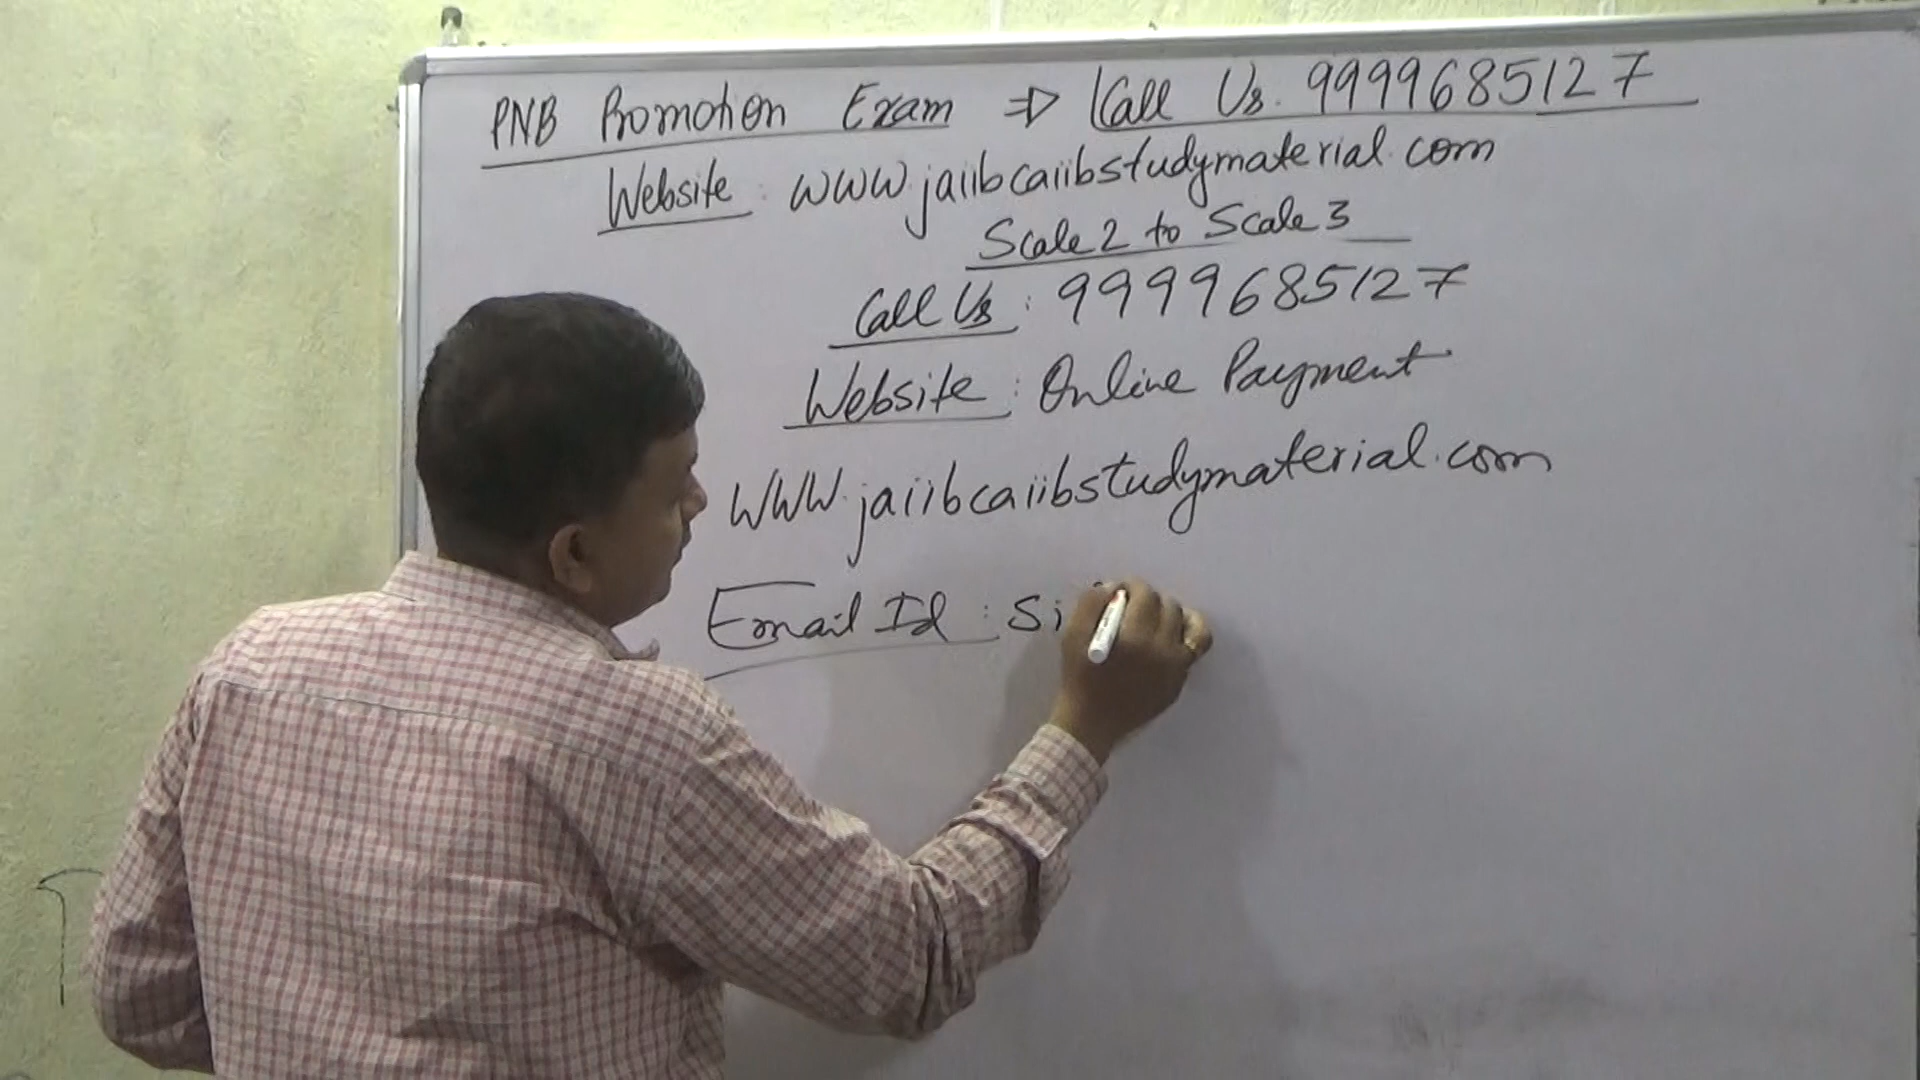 PNB Promotion Exam ⇒ Call Us. 9999685127
Website: www.jaiibcaiibstudymaterial.com
Scale 2 to Scale 3
Call Us: 9999685127
Website: Online Payment
www.jaiibcaiibstudymaterial.com
Email Id: Si